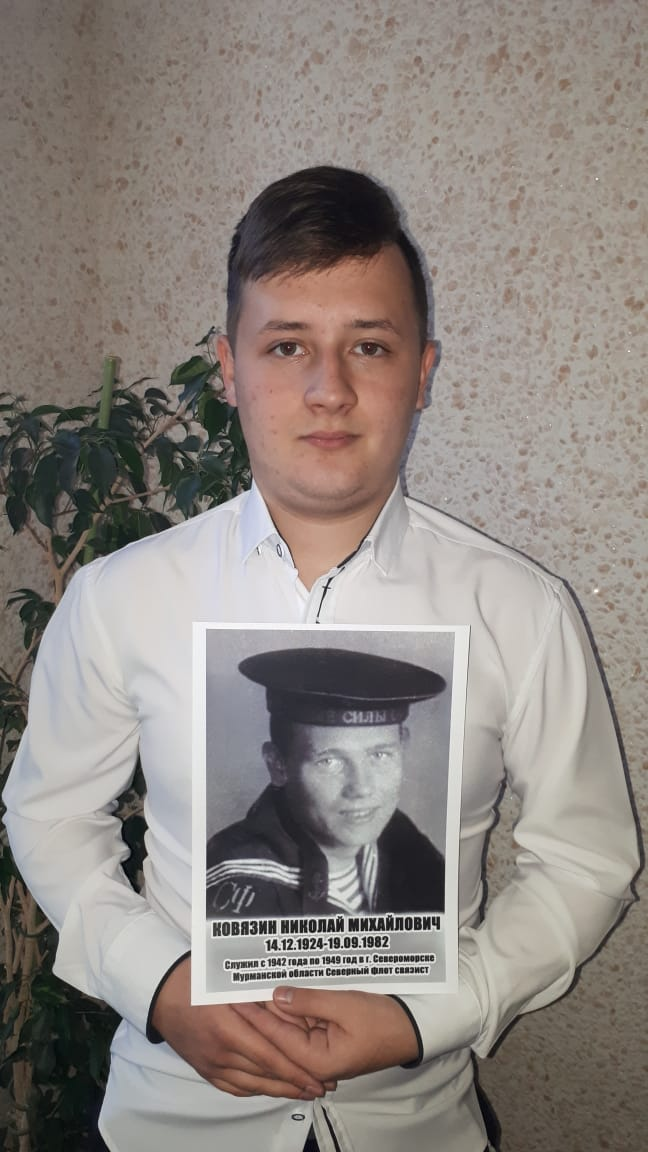 СИЛЫ
СФ
КОВЯЗИН НИКОЛАЙ МИХАЙЛОВИЧ
14.12.1924-19.09.1982
Служил с 1942 года по 1949 год в г. Североморске
Мурманской области Северный флот связист